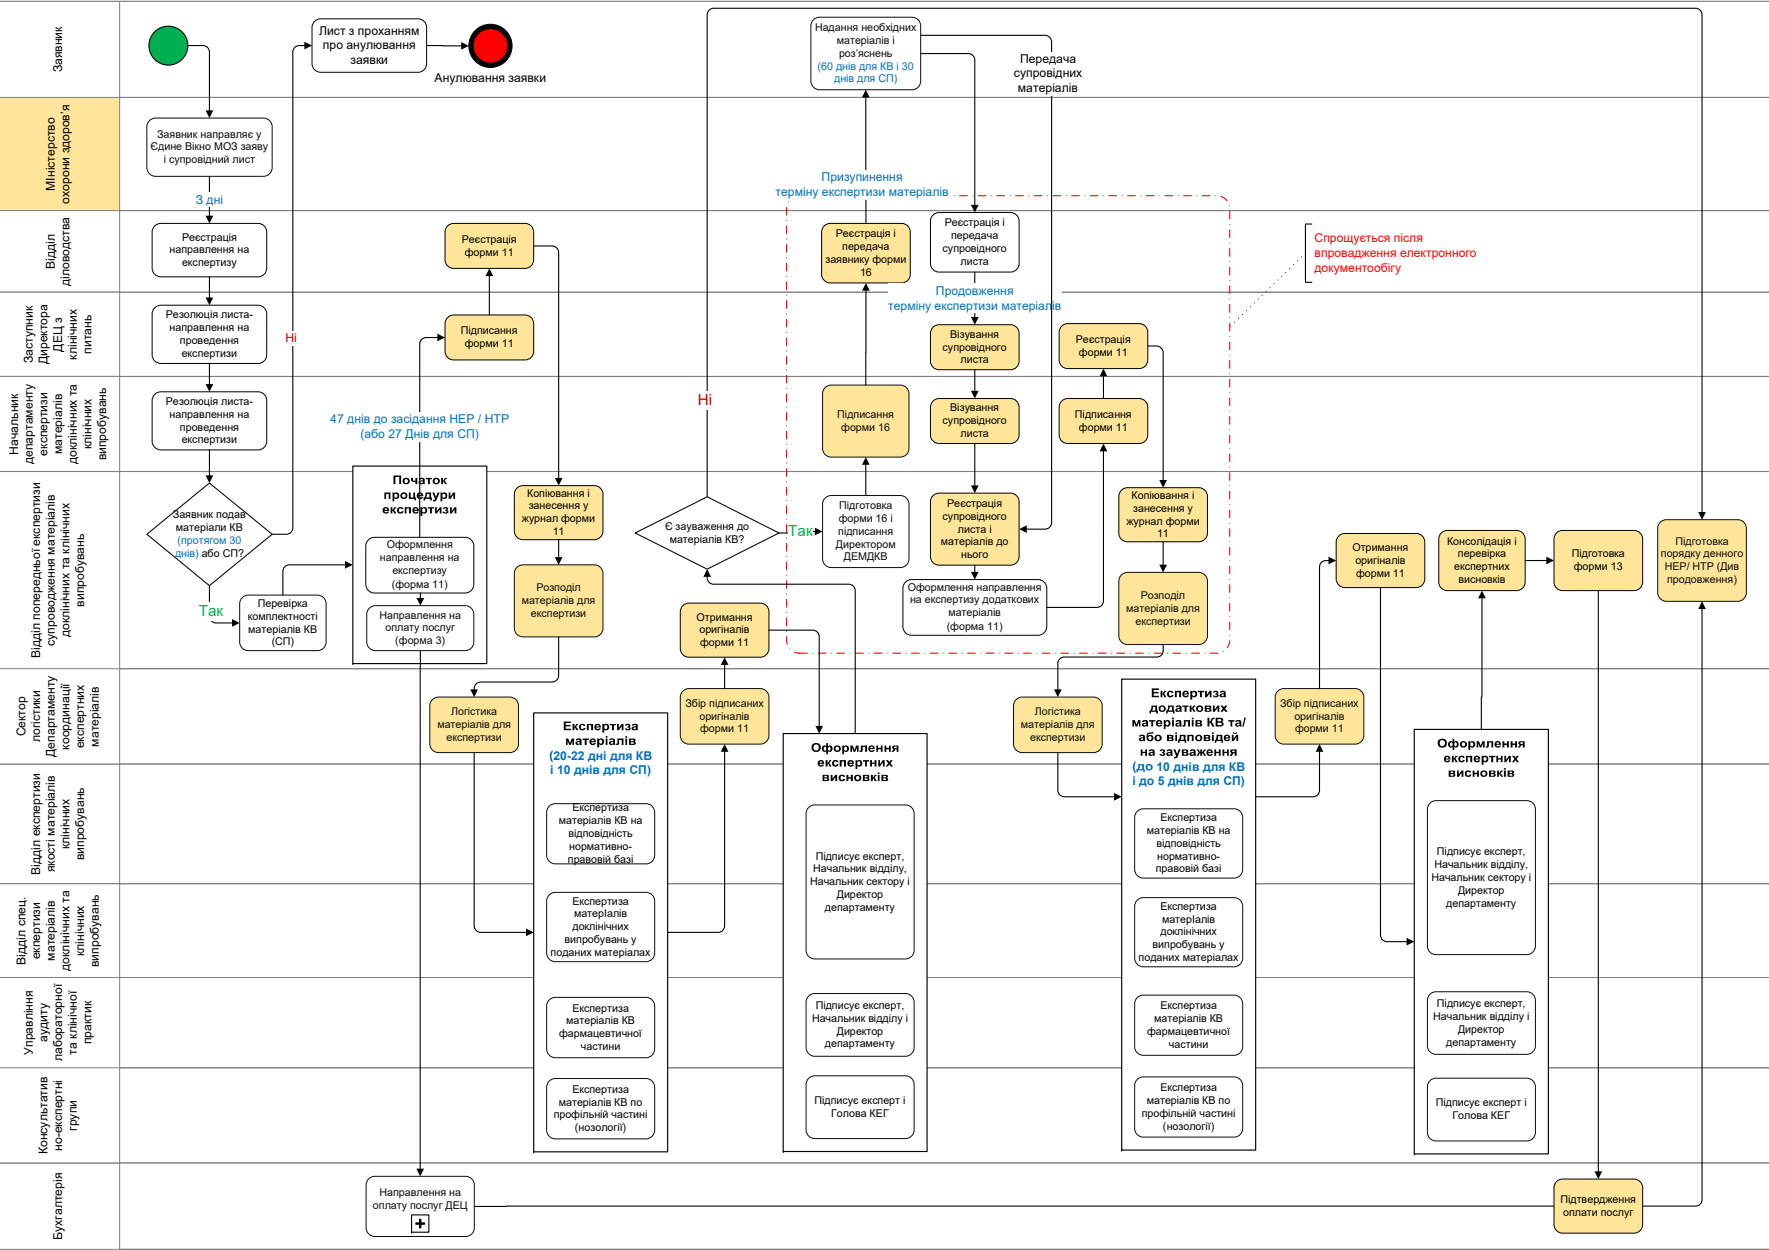 Заявник
Міністерство
охорони здоров’я
Відділ
діловодства
Заступник
Директора
ДЕЦ з
клінічних
питань
Начальник
департаменту
експертизи
матеріалів
доклінічних та
клінічних
випробувань
Відділ попередньої експертизи
супроводження матеріалів
доклінічних та клінічних
випробувань
Сектор
логістики
Департаменту
координації
експертних
матеріалів
Відділ експертизи
якості матеріалів
клінічних
випробувань
Відділ спец.
експертизи
матеріалів
доклінічних та
клінічних
випробувань
Управління
аудиту
лабораторної
та клінічної
практик
Консультатив
но-експертні
групи
Бухгалтерія
Лист з проханням
про анулювання
заявки
Анулювання заявки
Заявник направляє у
Єдине Вікно МОЗ заяву
і супровідний лист
3 дні
Реєстрація
направлення на
експертизу
Резолюція листа-
направлення на
проведення
експертизи
Резолюція листа-
направлення на
проведення
експертизи
Заявник подав
матеріали КВ
(протягом 30
днів) або СП?
Ні
Так
Перевірка
комплектності
матеріалів КВ
(СП)
47 днів до засідання НЕР / НТР
(або 27 Днів для СП)
Початок
процедури
експертизи
Оформлення
направлення на
експертизу
(форма 11)
Направлення на
оплату послуг
(форма 3)
Підписання
форми 11
Реєстрація
форми 11
Копіювання і
занесення у
журнал форми
11
Розподіл
матеріалів для
експертизи
Логістика
матеріалів для
експертизи
Експертиза
матеріалів
(20-22 дні для КВ
і 10 днів для СП)
Експертиза
матеріалів КВ на
відповідність
нормативно-
правовій базі
Експертиза
матерІалів
доклінічних
випробувань у
поданих матеріалах
Експертиза
матеріалів КВ
фармацевтичної
частини
Експертиза
матеріалів КВ по
профільній частині
(нозології)
Збір підписаних
оригіналів
форми 11
Отримання
оригіналів
форми 11
Оформлення
експертних
висновків
Підписує експерт,
Начальник відділу,
Начальник сектору і
Директор
департаменту
Підписує експерт,
Начальник відділу і
Директор
департаменту
Підписує експерт і
Голова КЕГ
Є зауваження до
матеріалів КВ?
Ні
Так
Підготовка
форми 16 і
підписання
Директором
ДЕМДКВ
Підписання
форми 16
Реєстрація і
передача
заявнику форми
16
Призупинення
терміну експертизи матеріалів
Надання необхідних
матеріалів і
роз’яснень
(60 днів для КВ і 30
днів для СП)
Передача
супровідних
матеріалів
Реєстрація і
передача
супровідного
листа
Продовження
терміну експертизи матеріалів
Візування
супровідного
листа
Візування
супровідного
листа
Реєстрація
супровідного
листа і
матеріалів до
нього
Оформлення направлення
на експертизу додаткових
матеріалів
(форма 11)
Підписання
форми 11
Реєстрація
форми 11
Копіювання і
занесення у
журнал форми
11
Розподіл
матеріалів для
експертизи
Спрощується після
впровадження електронного
документообігу
Логістика
матеріалів для
експертизи
Експертиза
додаткових
матеріалів КВ та/
або відповідей
на зауваження
(до 10 днів для КВ
і до 5 днів для СП)
Експертиза
матеріалів КВ на
відповідність
нормативно-
правовій базі
Експертиза
матерІалів
доклінічних
випробувань у
поданих матеріалах
Експертиза
матеріалів КВ
фармацевтичної
частини
Експертиза
матеріалів КВ по
профільній частині
(нозології)
Збір підписаних
оригіналів
форми 11
Отримання
оригіналів
форми 11
Оформлення
експертних
висновків
Підписує експерт,
Начальник відділу,
Начальник сектору і
Директор
департаменту
Підписує експерт,
Начальник відділу і
Директор
департаменту
Підписує експерт і
Голова КЕГ
Консолідація і
перевірка
експертних
висновків
Підготовка
форми 13
Підготовка
порядку денного
НЕР/ НТР (Див
продовження)
Направлення на
оплату послуг ДЕЦ
Підтвердження
оплати послуг